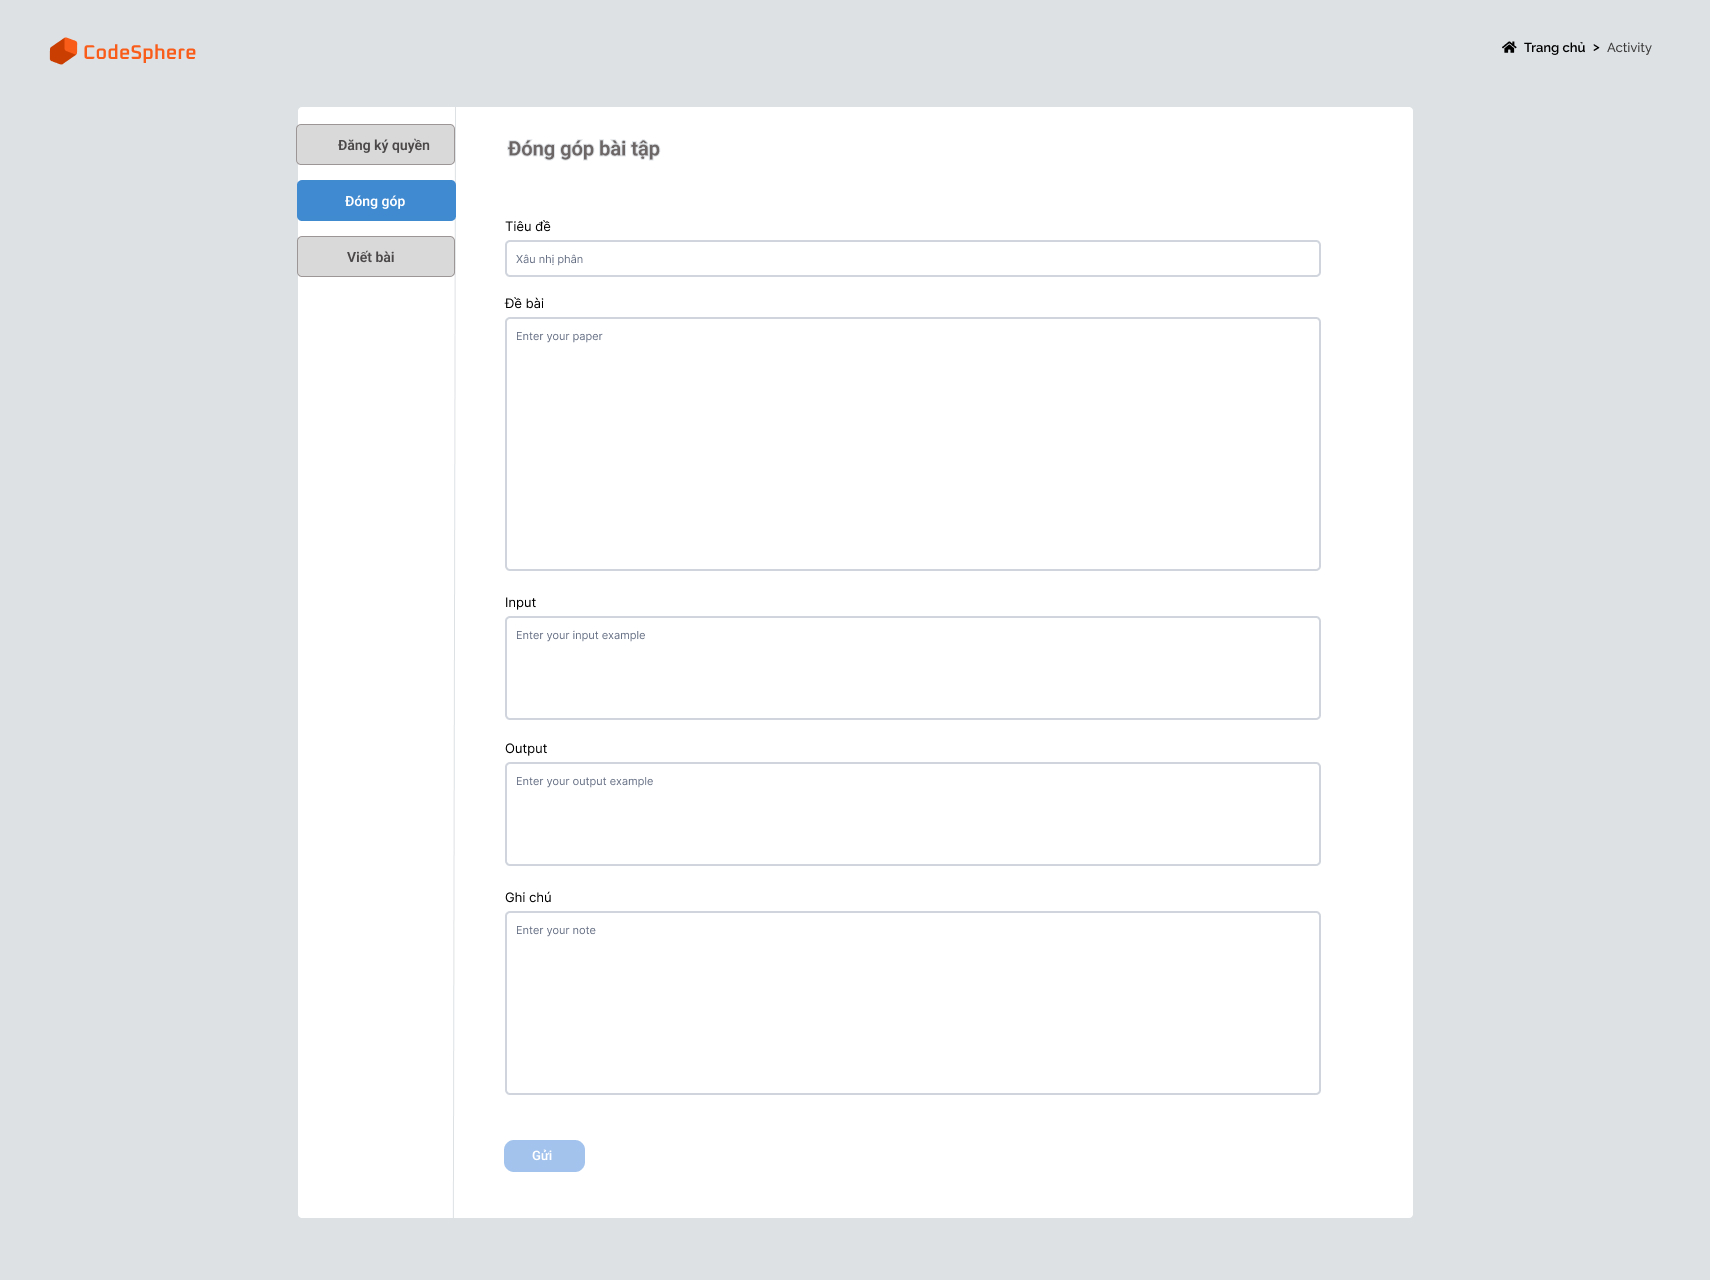 CodeSphere
Trang chủ > Activity
Đăng ký quyền
Đóng góp
Viết bài
Đóng góp bài tập
Tiêu đề
Xâu nhị phân
Đề bài
Enter your paper
Input
Enter your input example
Output
Enter your output example
Ghi chú
Enter your note
Gửi